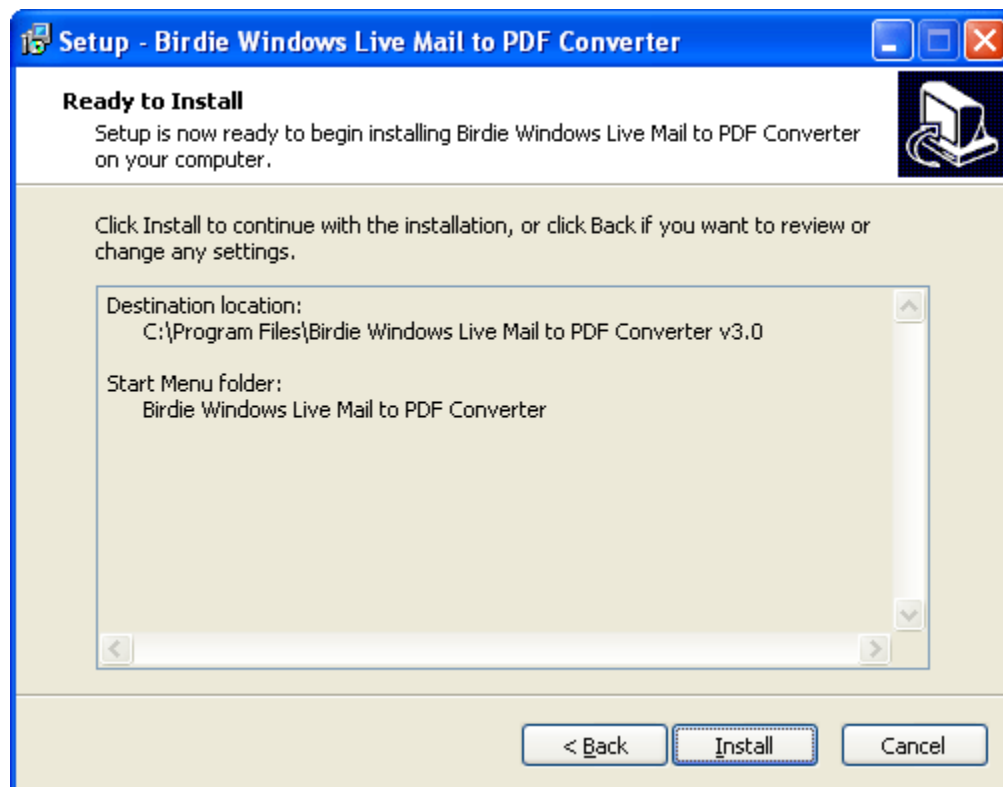 Setup - Birdie Windows Live Mail to PDF Converter
Ready to Install
Setup is now ready to begin installing Birdie Windows Live Mail to PDF Converter
on your computer.
Click Install to continue with the installation, or click Back if you want to review or
change any settings.
Destination location:
C:\Program Files\Birdie Windows Live Mail to PDF Converter v3.0
Start Menu folder:
Birdie Windows Live Mail to PDF Converter
< Back
Install
Cancel